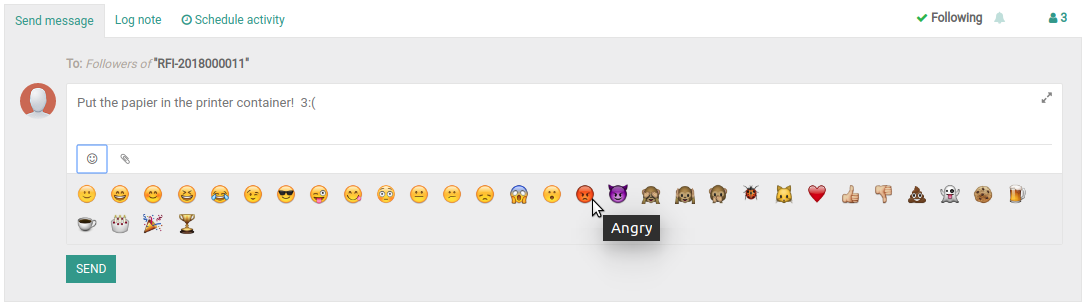 Send message Log note Schedule activity Following 3
To: Followers of "RFI-2018000011"
Put the papier in the printer container!  3:(
Angry
SEND